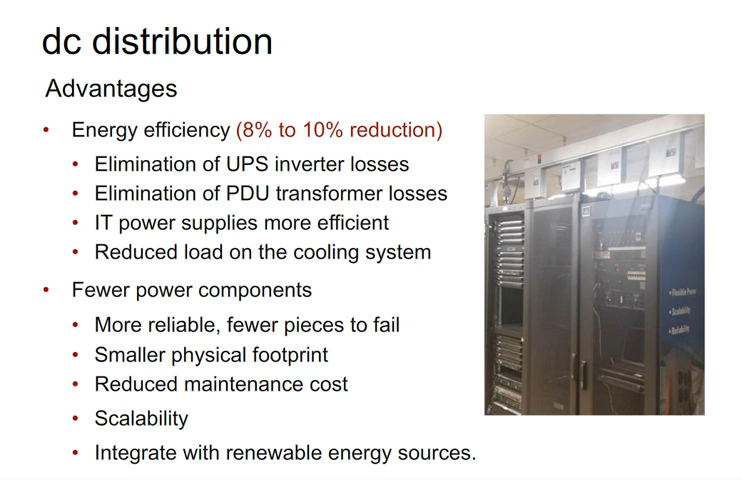 dc distribution
Advantages
• Energy efficiency (8% to 10% reduction)
• Elimination of UPS inverter losses
• Elimination of PDU transformer losses
• IT power supplies more efficient
• Reduced load on the cooling system
• Fewer power components
• More reliable, fewer pieces to fail
• Smaller physical footprint
• Reduced maintenance cost
• Scalability
• Integrate with renewable energy sources.
• Flexible Power
• Scalability
• Reliability